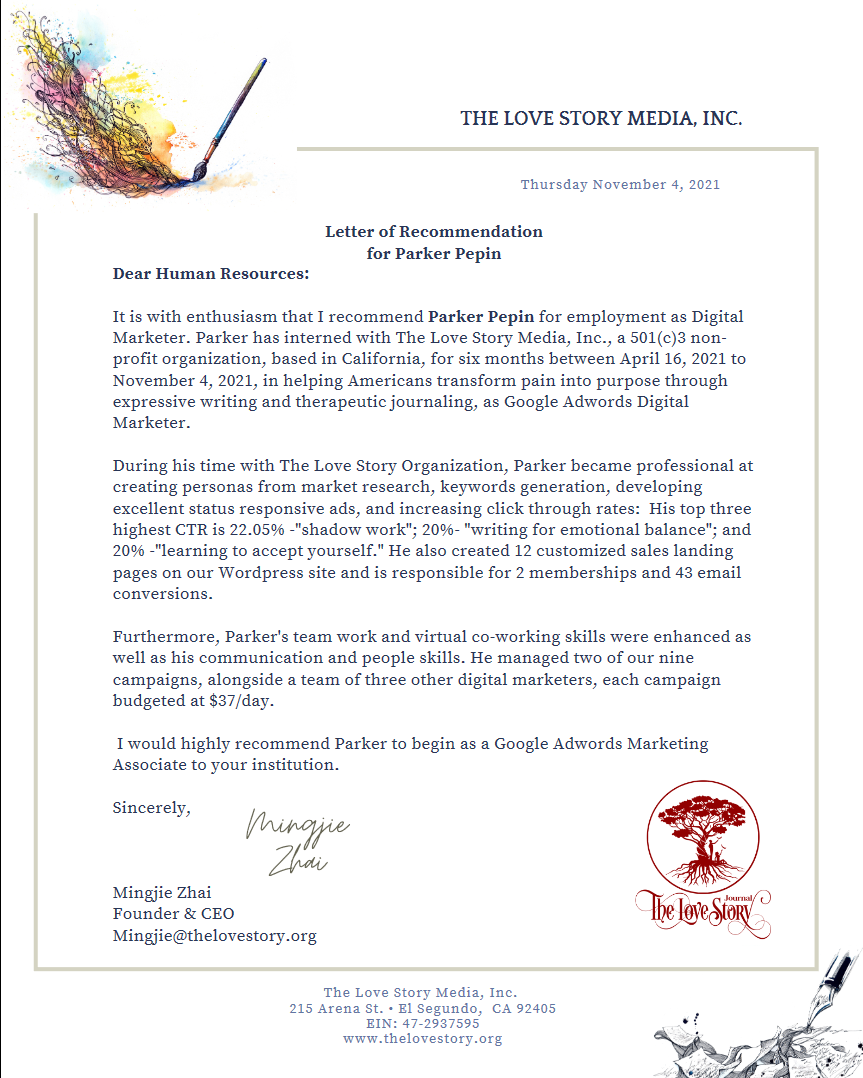 THE LOVE STORY MEDIA, INC.
Thursday November 4, 2021
Letter of Recommendation
for Parker Pepin
Dear Human Resources:
It is with enthusiasm that I recommend Parker Pepin for employment as Digital
Marketer. Parker has interned with The Love Story Media, Inc., a 501(c)3 non-
profit organization, based in California, for six months between April 16, 2021 to
November 4, 2021, in helping Americans transform pain into purpose through
expressive writing and therapeutic journaling, as Google Adwords Digital
Marketer.
During his time with The Love Story Organization, Parker became professional at
creating personas from market research, keywords generation, developing
excellent status responsive ads, and increasing click through rates:  His top three
highest CTR is 22.05% -"shadow work"; 20%- "writing for emotional balance"; and
20% -"learning to accept yourself." He also created 12 customized sales landing
pages on our Wordpress site and is responsible for 2 memberships and 43 email
conversions.
Furthermore, Parker's team work and virtual co-working skills were enhanced as
well as his communication and people skills. He managed two of our nine
campaigns, alongside a team of three other digital marketers, each campaign
budgeted at $37/day.
I would highly recommend Parker to begin as a Google Adwords Marketing
Associate to your institution.
Sincerely,
Mingjie
Zhai
Mingjie Zhai
Founder & CEO
Mingjie@thelovestory.org
Journal
The Love Story
The Love Story Media, Inc.
215 Arena St. • El Segundo,  CA 92405
EIN: 47-2937595
www.thelovestory.org